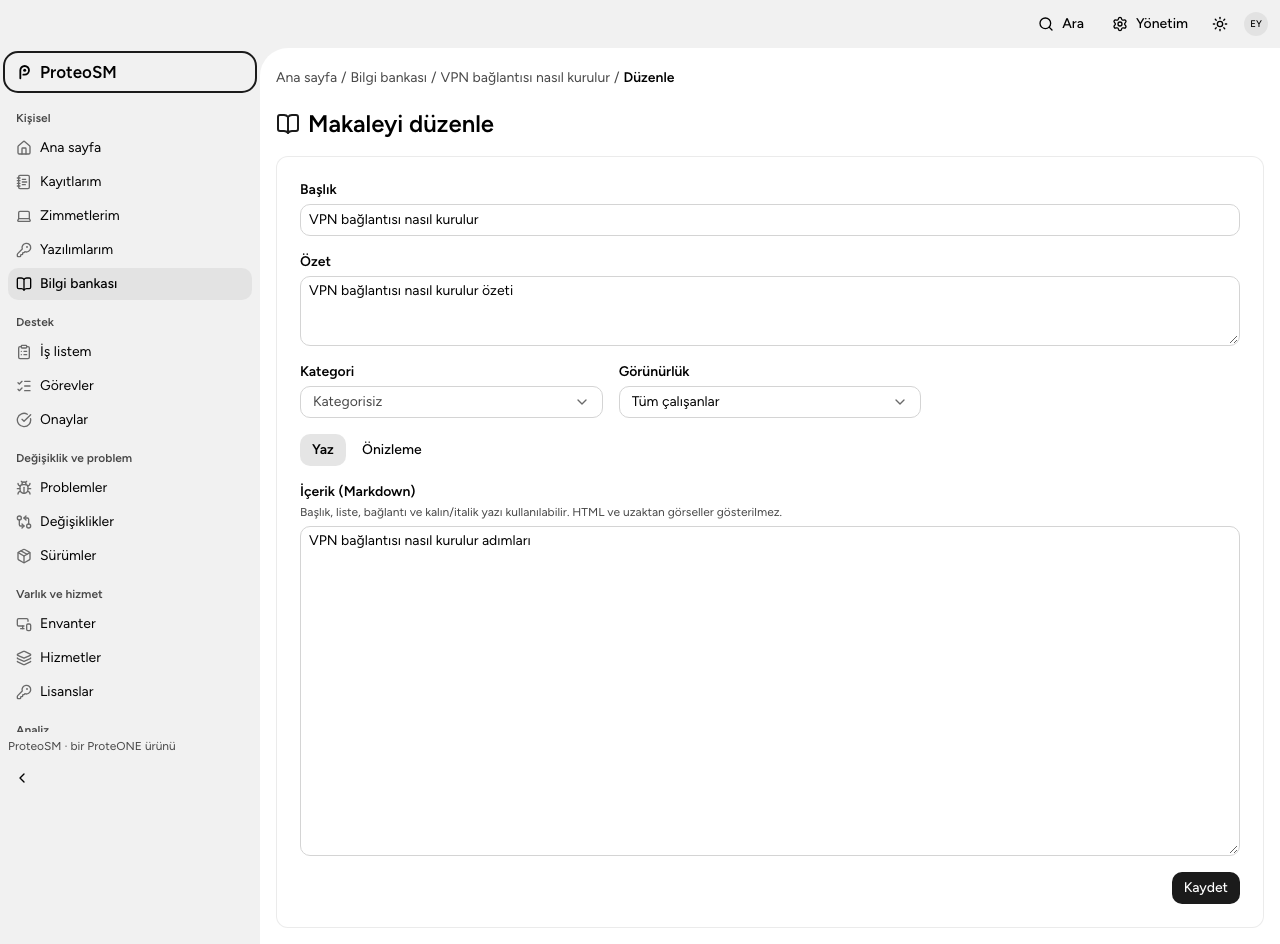 Ara
Yönetim
EY
ProteoSM
Kişisel
Ana sayfa
Kayıtlarım
Zimmetlerim
Yazılımlarım
Bilgi bankası
Destek
İş listem
Görevler
Onaylar
Değişiklik ve problem
Problemler
Değişiklikler
Sürümler
Varlık ve hizmet
Envanter
Hizmetler
Lisanslar
Analiz
ProteoSM · bir ProteONE ürünü
Ana sayfa / Bilgi bankası / VPN bağlantısı nasıl kurulur / Düzenle
Makaleyi düzenle
Başlık
VPN bağlantısı nasıl kurulur
Özet
VPN bağlantısı nasıl kurulur özeti
Kategori
Kategorisiz
Görünürlük
Tüm çalışanlar
Yaz
Önizleme
İçerik (Markdown)
Başlık, liste, bağlantı ve kalın/italik yazı kullanılabilir. HTML ve uzaktan görseller gösterilmez.
VPN bağlantısı nasıl kurulur adımları
Kaydet